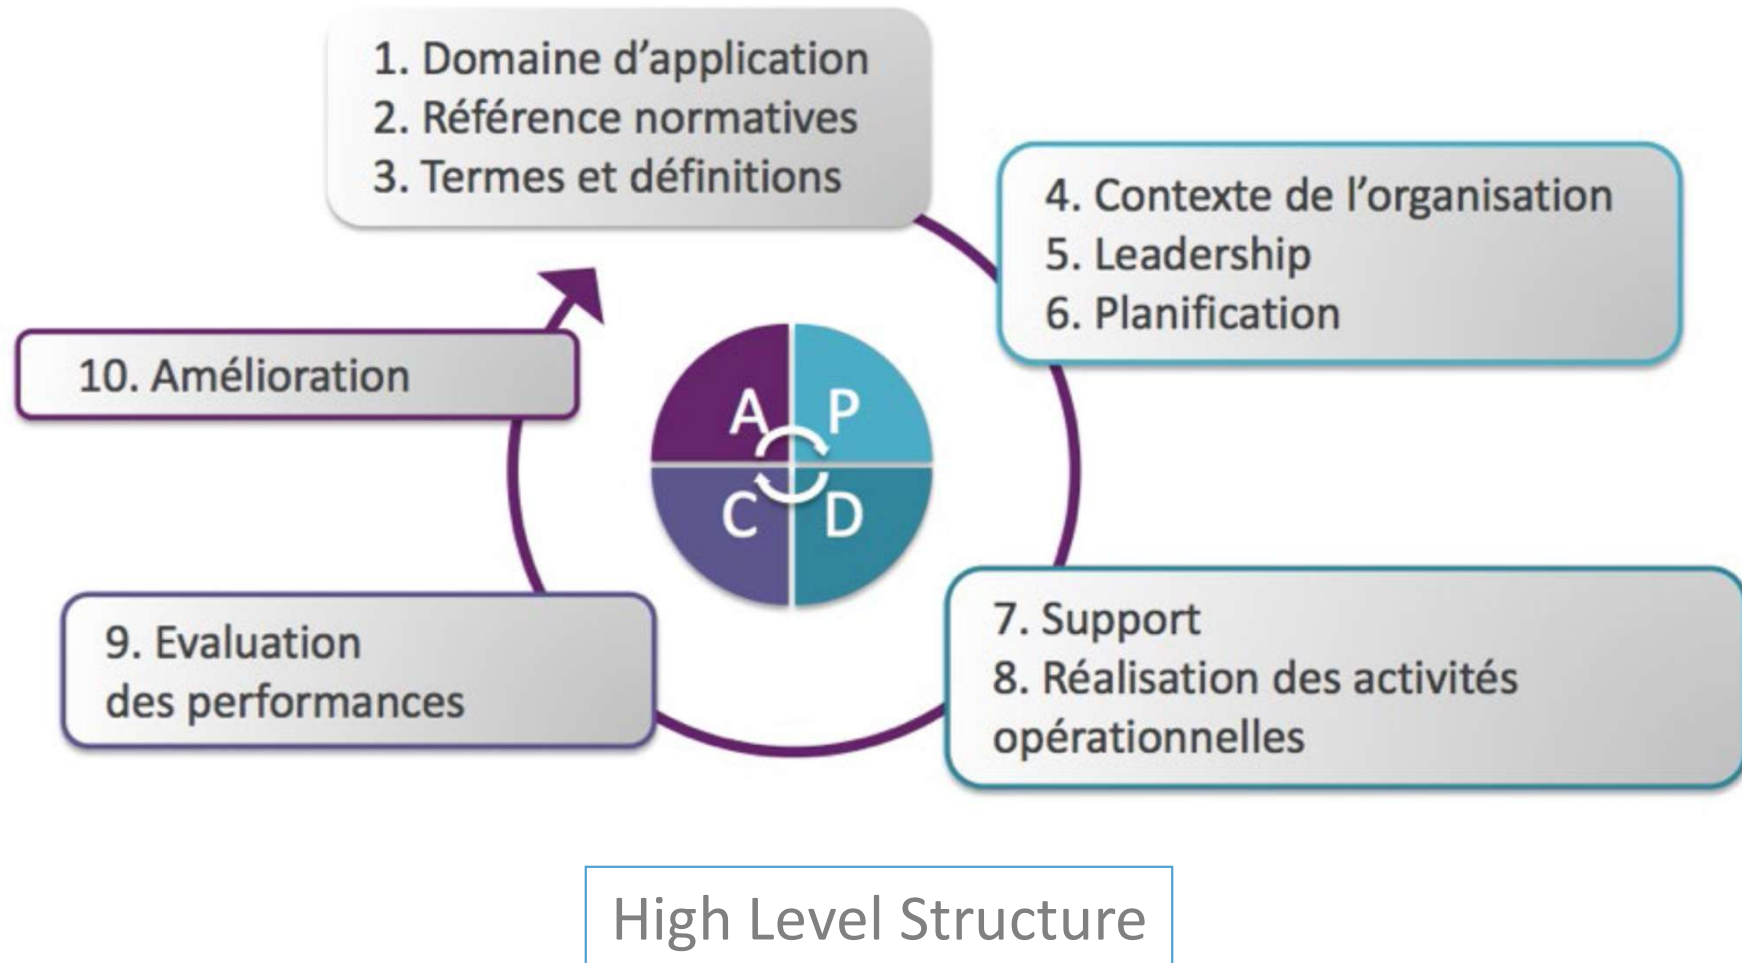 1. Domaine d’application
2. Référence normatives
3. Termes et définitions
4. Contexte de l’organisation
5. Leadership
6. Planification
10. Amélioration
A P
C D
9. Evaluation
des performances
7. Support
8. Réalisation des activités
opérationnelles
High Level Structure